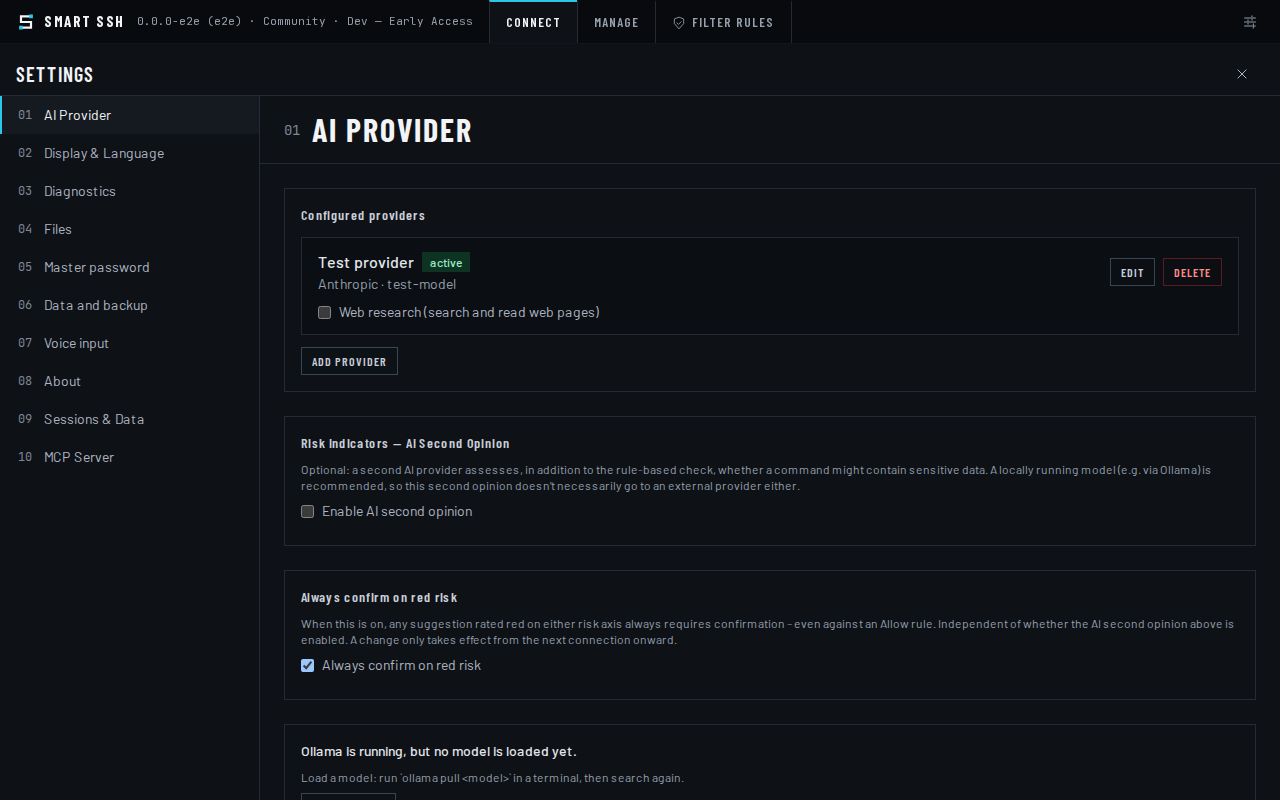 SMART SSH 0.0.0-e2e (e2e) · Community · Dev — Early Access CONNECT MANAGE FILTER RULES
SETTINGS
01 AI Provider
02 Display & Language
03 Diagnostics
04 Files
05 Master password
06 Data and backup
07 Voice input
08 About
09 Sessions & Data
10 MCP Server
01 AI PROVIDER
Configured providers
Test provider active
Anthropic · test-model
EDIT DELETE
Web research (search and read web pages)
ADD PROVIDER
Risk indicators — AI Second Opinion
Optional: a second AI provider assesses, in addition to the rule-based check, whether a command might contain sensitive data. A locally running model (e.g. via Ollama) is
recommended, so this second opinion doesn't necessarily go to an external provider either.
Enable AI second opinion
Always confirm on red risk
When this is on, any suggestion rated red on either risk axis always requires confirmation – even against an Allow rule. Independent of whether the AI second opinion above is
enabled. A change only takes effect from the next connection onward.
Always confirm on red risk
Ollama is running, but no model is loaded yet.
Load a model: run `ollama pull <model>` in a terminal, then search again.